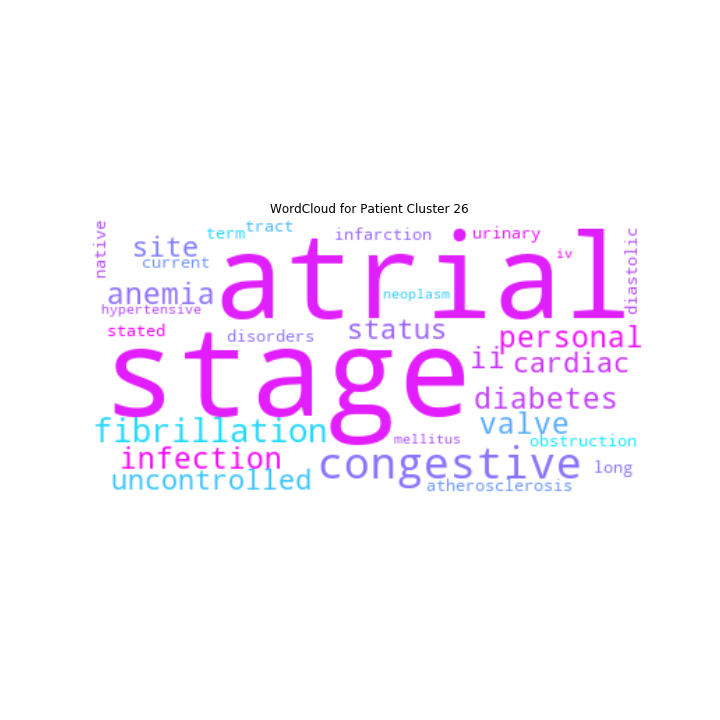 WordCloud for Patient Cluster 26
native
term
tract
infarction
urinary
site
current
atrial
iv
diastolic
anemia
neoplasm
hypertensive
stated
disorders
status
personal
stage
ii
cardiac
diabetes
fibrillation
valve
mellitus
obstruction
infection
congestive
long
uncontrolled
atherosclerosis